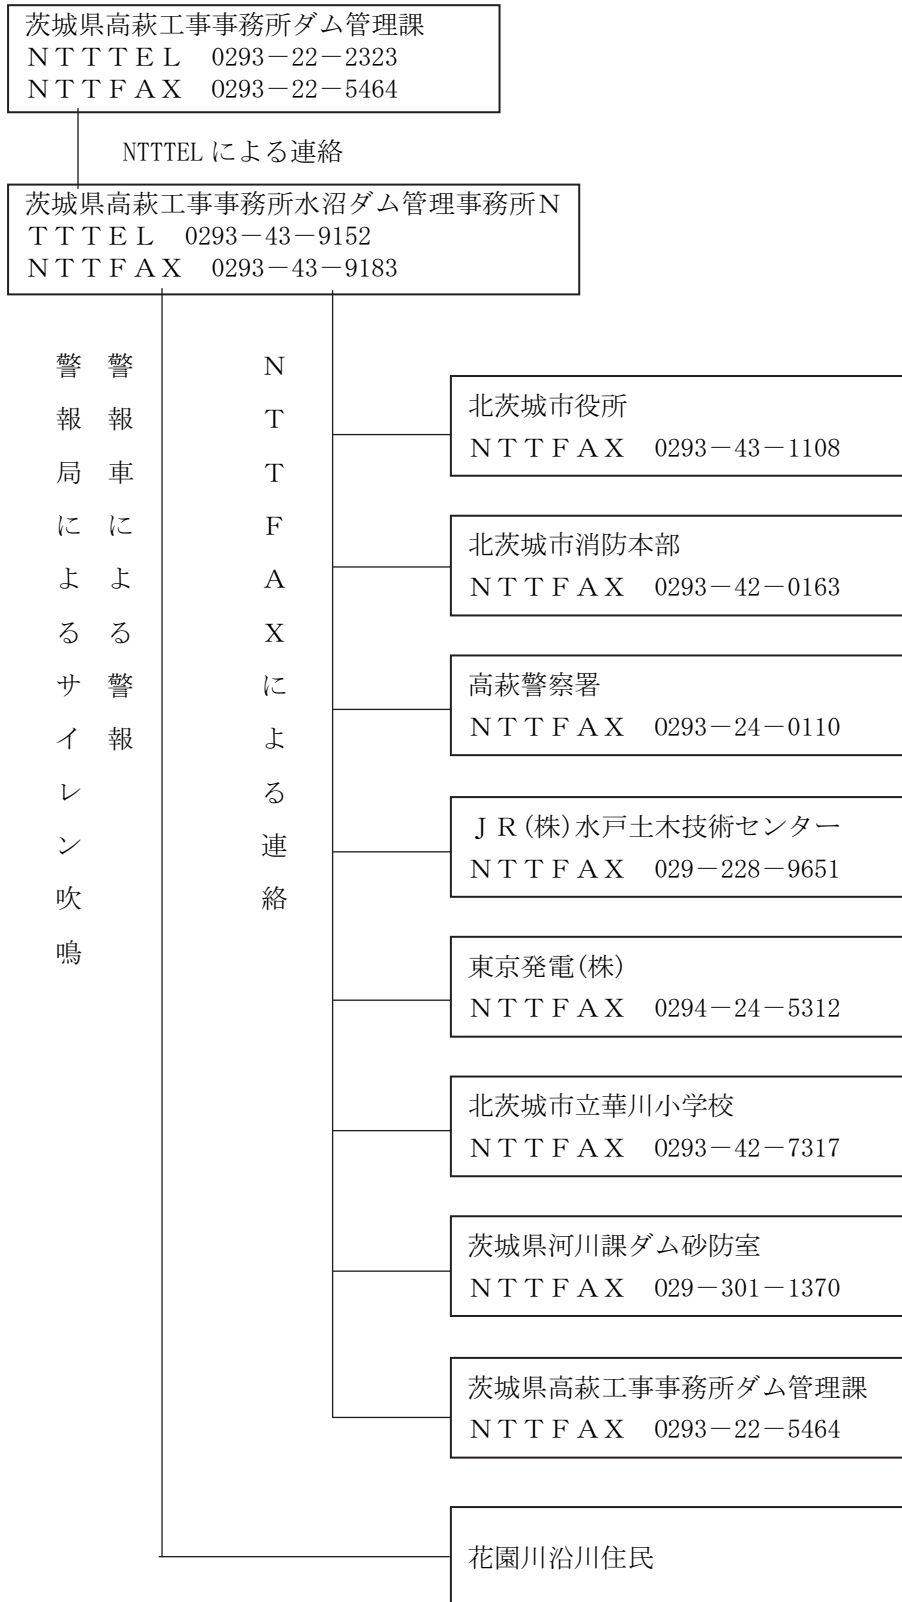 茨城県高萩工事事務所ダム管理課
ＮＴＴＴＥＬ　0293－22－2323
ＮＴＴＦＡＸ　0293－22－5464
NTTTEL による連絡
茨城県高萩工事事務所水沼ダム管理事務所Ｎ
ＴＴＴＥＬ　0293－43－9152
ＮＴＴＦＡＸ　0293－43－9183
警報車による警報
警報局によるサイレン吹鳴
ＮＴＴＦＡＸによる連絡
北茨城市役所
ＮＴＴＦＡＸ　0293－43－1108
北茨城市消防本部
ＮＴＴＦＡＸ　0293－42－0163
高萩警察署
ＮＴＴＦＡＸ　0293－24－0110
ＪＲ(株)水戸土木技術センター
ＮＴＴＦＡＸ　029－228－9651
東京発電(株)
ＮＴＴＦＡＸ　0294－24－5312
北茨城市立華川小学校
ＮＴＴＦＡＸ　0293－42－7317
茨城県河川課ダム砂防室
ＮＴＴＦＡＸ　029－301－1370
茨城県高萩工事事務所ダム管理課
ＮＴＴＦＡＸ　0293－22－5464
花園川沿川住民